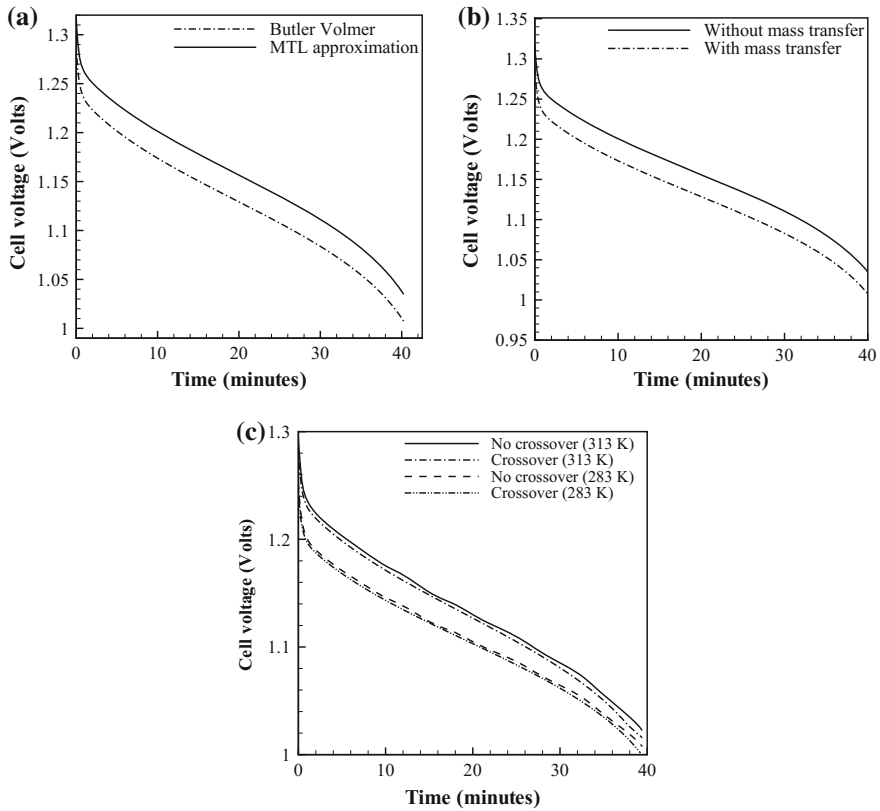 (a)
1.3
1.25
1.2
1.15
1.1
1.05
1
Cell voltage (Volts)
Butler Volmer
MTL approximation
0 10 20 30 40
Time (minutes)
(b)
1.35
1.3
1.25
1.2
1.15
1.1
1.05
1
0.95
Cell voltage (Volts)
Without mass transfer
With mass transfer
0 10 20 30 40
Time (minutes)
(c)
1.3
1.2
1.1
1
Cell voltage (Volts)
No crossover (313 K)
Crossover (313 K)
No crossover (283 K)
Crossover (283 K)
0 10 20 30 40
Time (minutes)